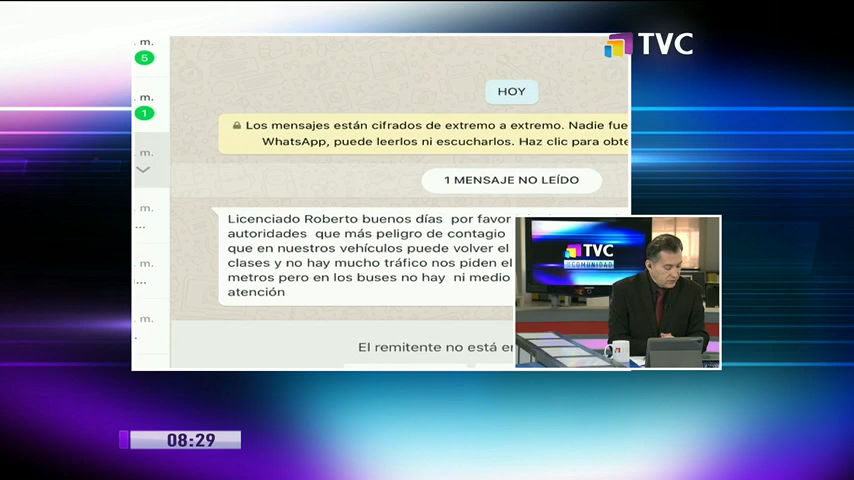 TVC
. m.
5
. m.
1
. m.
. m.
...
. m.
...
. m.
HOY
Los mensajes están cifrados de extremo a extremo. Nadie fue
WhatsApp, puede leerlos ni escucharlos. Haz clic para obte
1 MENSAJE NO LEÍDO
Licenciado Roberto buenos días por favor
autoridades que más peligro de contagio
que en nuestros vehículos puede volver el
clases y no hay mucho tráfico nos piden el
metros pero en los buses no hay ni medio
atención
El remitente no está en
TVC
COMUNIDAD
08:29